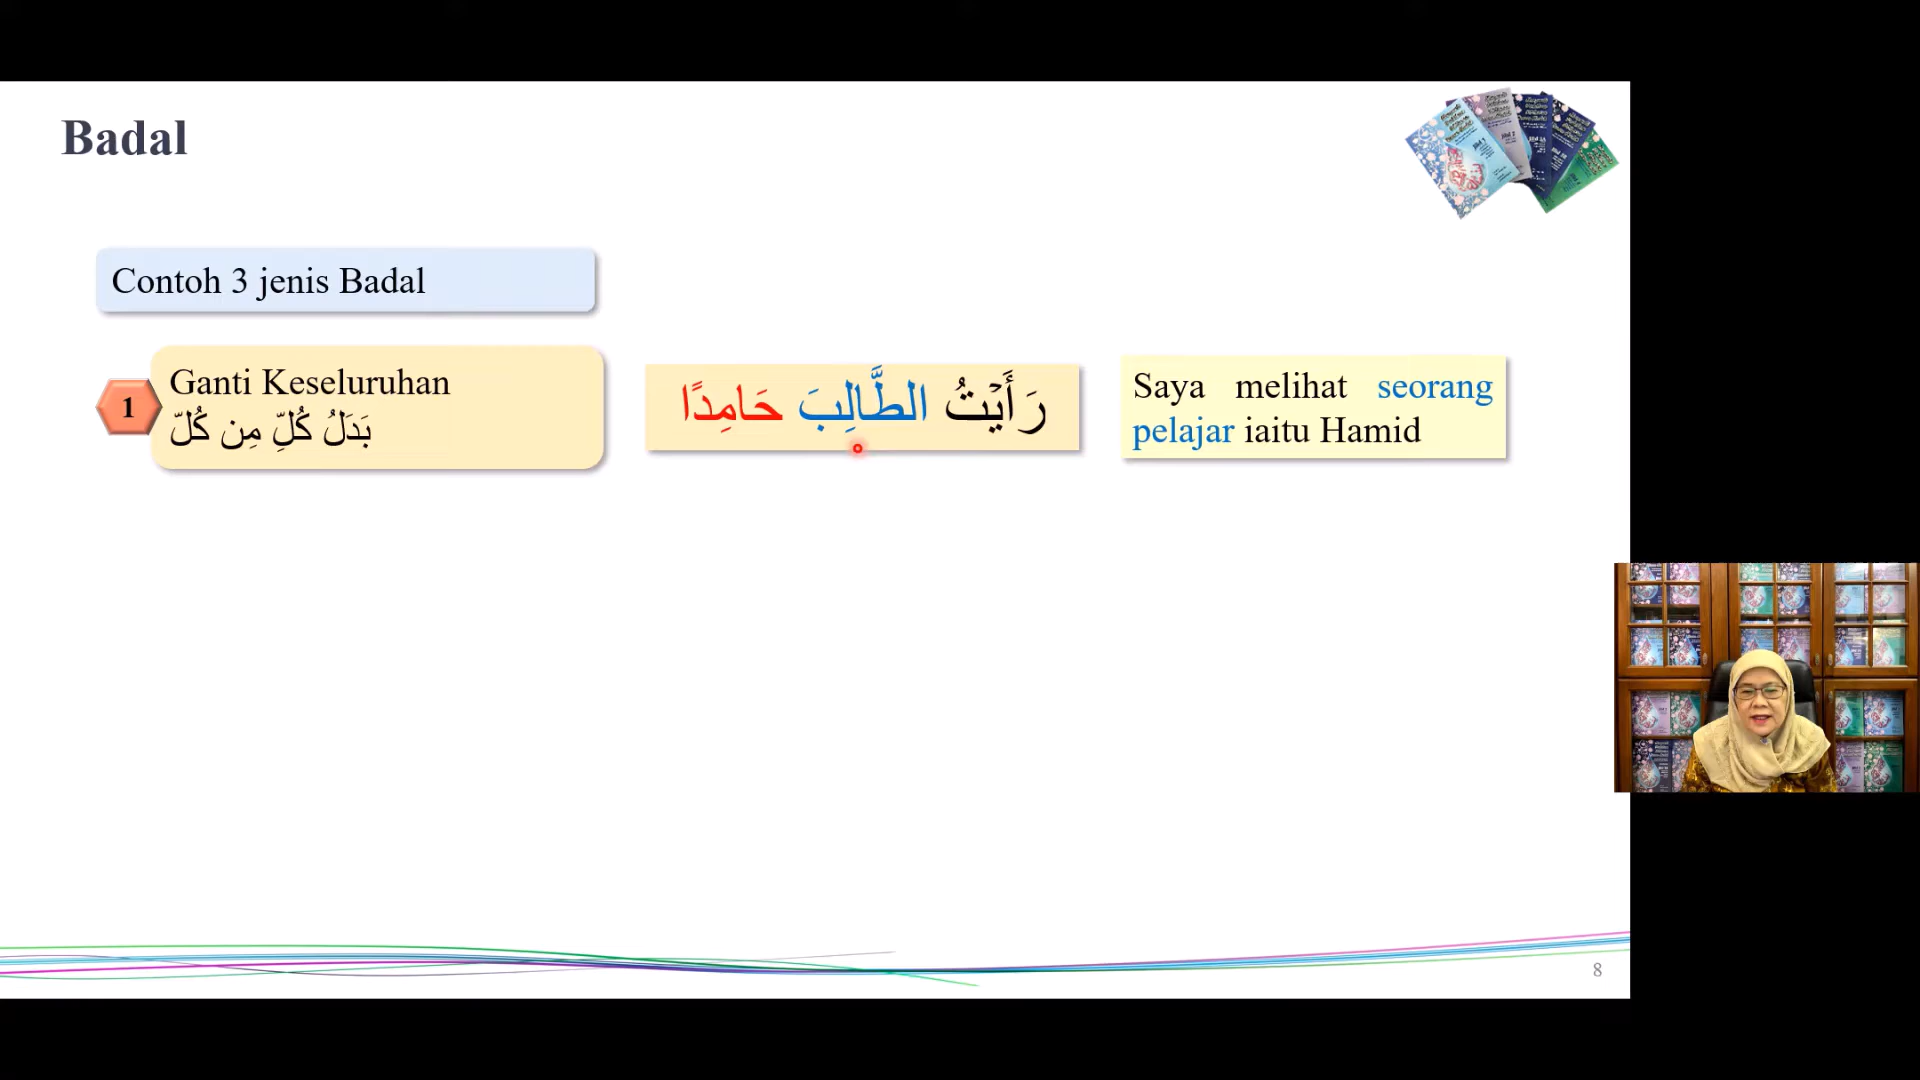 Badal
Contoh 3 jenis Badal
1
Ganti Keseluruhan
بَدَلُ كُلِّ مِن كُلّ
رَأَيْتُ الطَّالِبَ حَامِدًا
Saya melihat seorang
pelajar iaitu Hamid
8